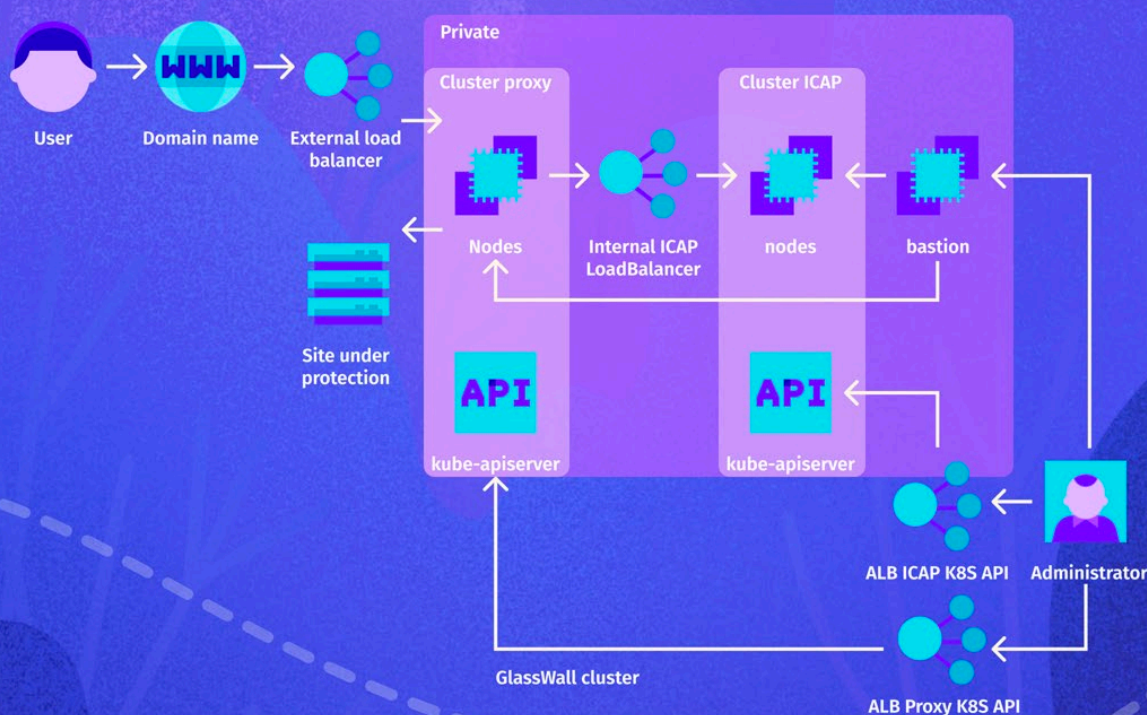 Private
Cluster proxy
Cluster ICAP
WWW
User
Domain name
External load
balancer
Nodes
Internal ICAP
LoadBalancer
nodes
bastion
Site under
protection
API
API
kube-apiserver
kube-apiserver
ALB ICAP K8S API
Administrator
GlassWall cluster
ALB Proxy K8S API